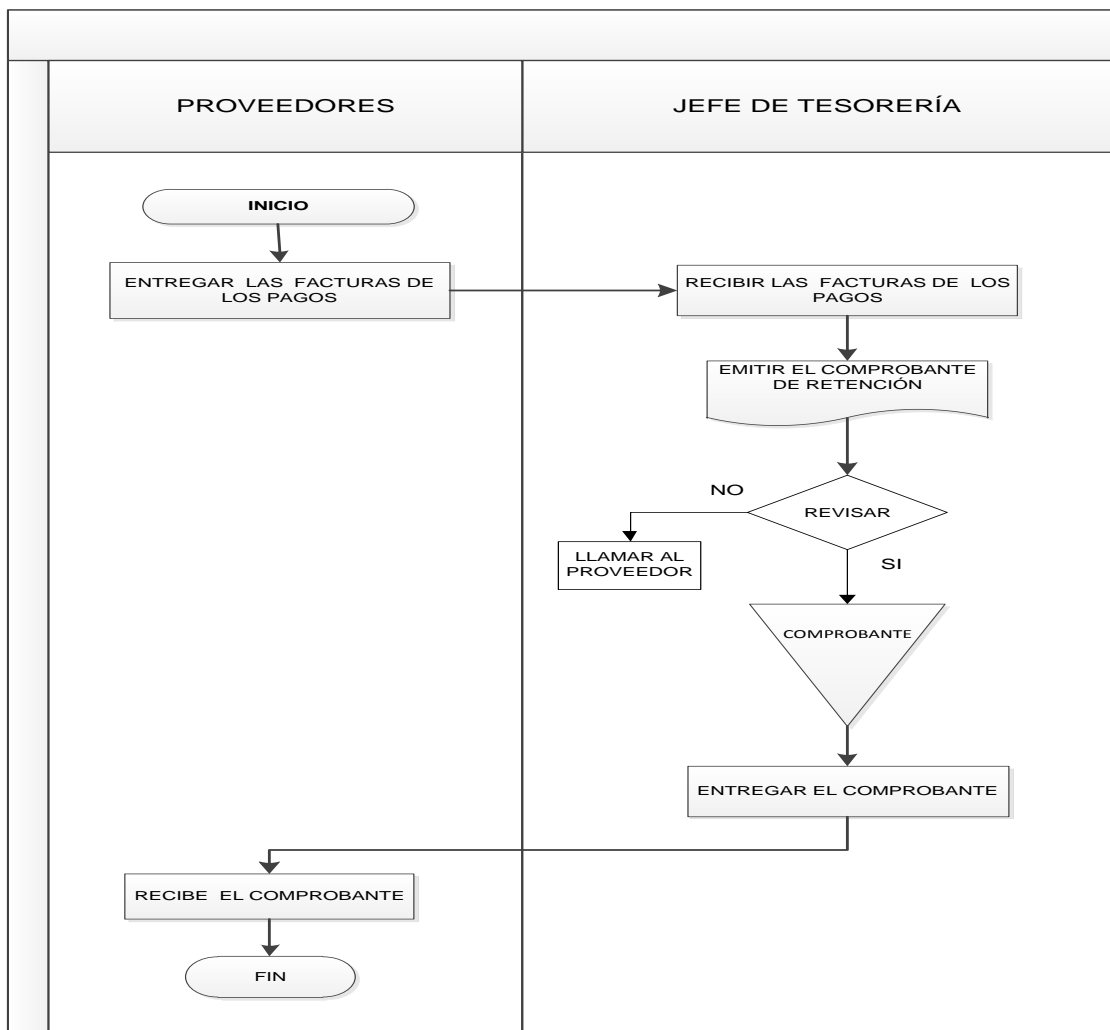 PROVEEDORES
JEFE DE TESORERÍA
INICIO
ENTREGAR LAS FACTURAS DE
LOS PAGOS
RECIBIR LAS FACTURAS DE LOS
PAGOS
EMITIR EL COMPROBANTE
DE RETENCIÓN
NO
REVISAR
LLAMAR AL
PROVEEDOR
SI
COMPROBANTE
ENTREGAR EL COMPROBANTE
RECIBE EL COMPROBANTE
FIN